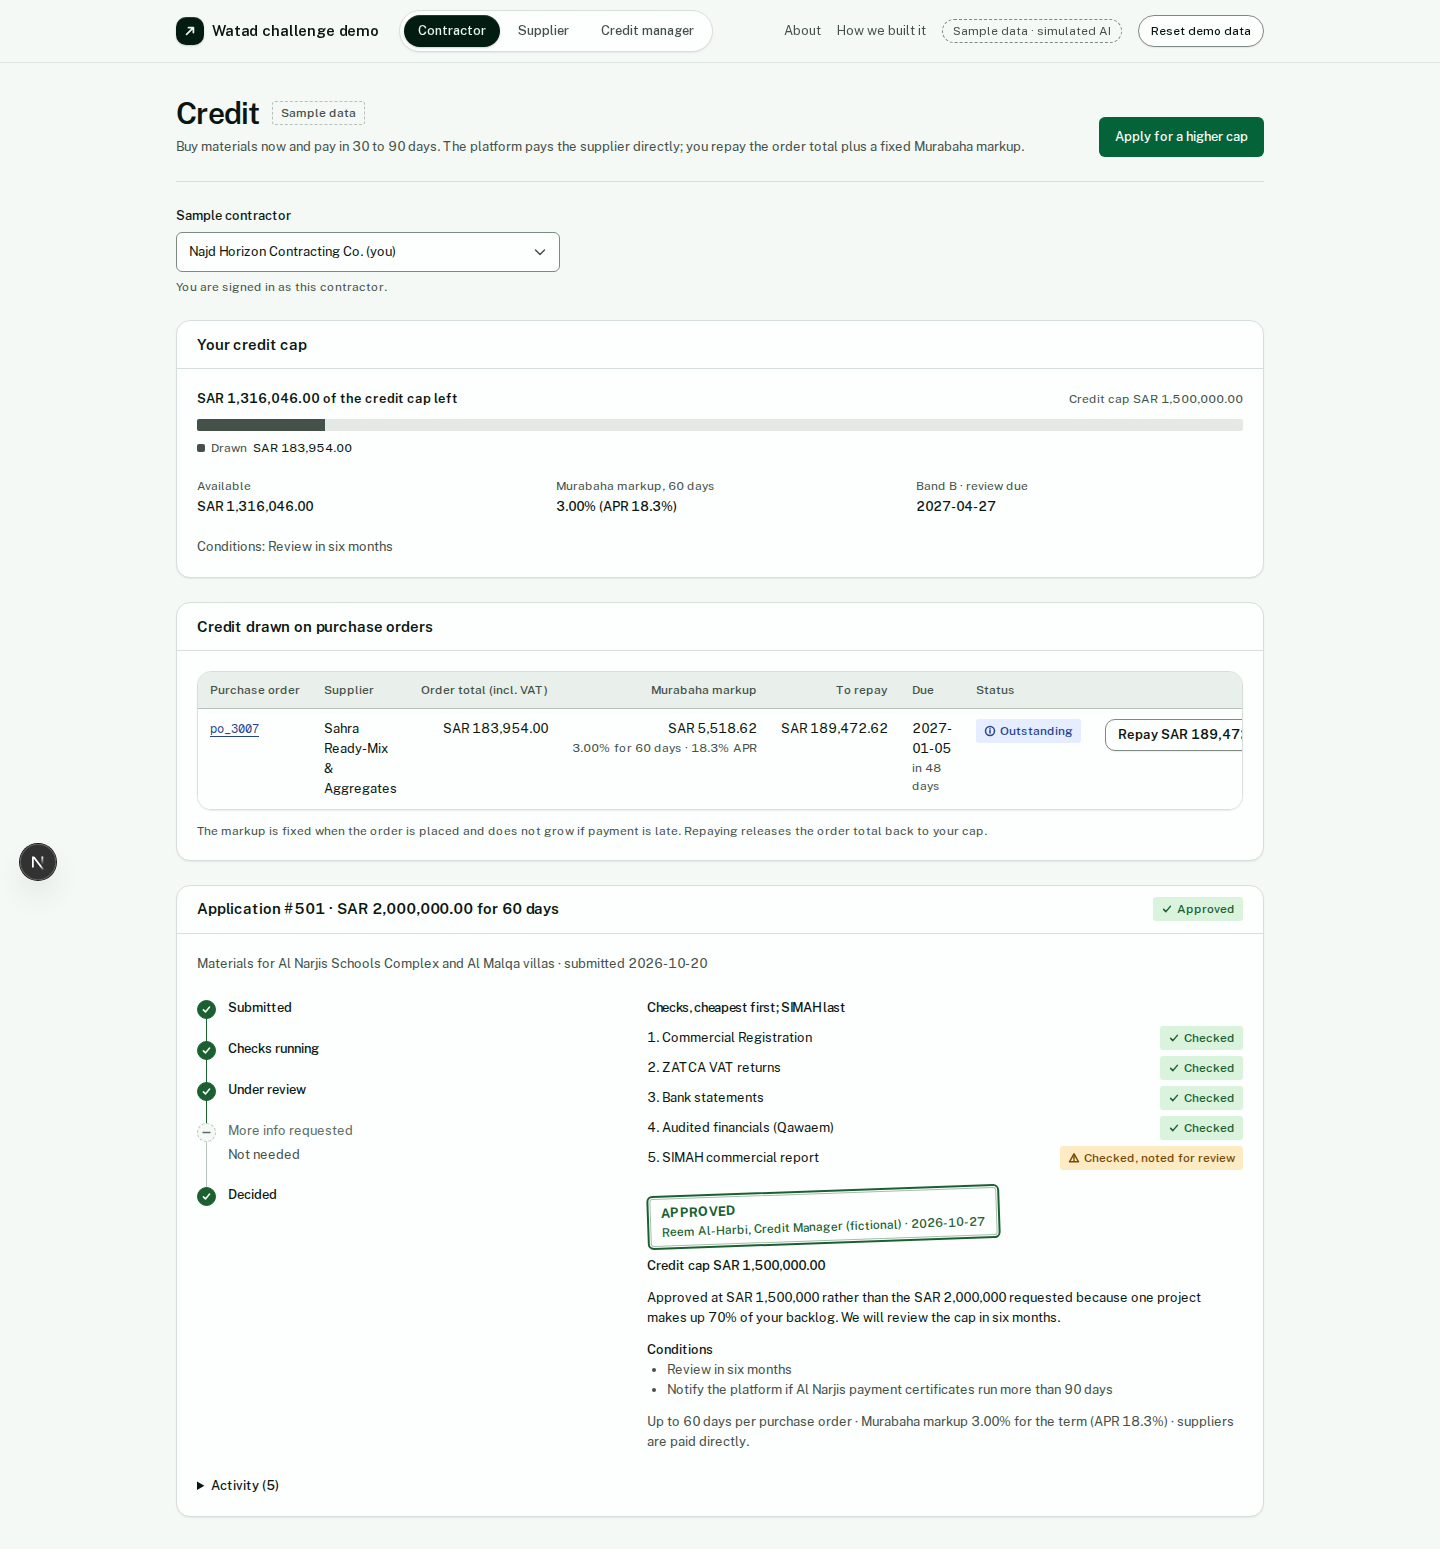 Watad challenge demo
Contractor
Supplier
Credit manager
About
How we built it
Sample data · simulated AI
Reset demo data
Credit
Sample data
Buy materials now and pay in 30 to 90 days. The platform pays the supplier directly; you repay the order total plus a fixed Murabaha markup.
Apply for a higher cap
Sample contractor
Najd Horizon Contracting Co. (you)
You are signed in as this contractor.
Your credit cap
SAR 1,316,046.00 of the credit cap left
Credit cap SAR 1,500,000.00
Drawn SAR 183,954.00
Available
Murabaha markup, 60 days
Band B · review due
SAR 1,316,046.00
3.00% (APR 18.3%)
2027-04-27
Conditions: Review in six months
Credit drawn on purchase orders
Purchase order
Supplier
Order total (incl. VAT)
Murabaha markup
To repay
Due
Status
po_3007
Sahra
Ready-Mix
&
Aggregates
SAR 183,954.00
SAR 5,518.62
3.00% for 60 days · 18.3% APR
SAR 189,472.62
2027-
01-05
in 48
days
Outstanding
Repay SAR 189,47
The markup is fixed when the order is placed and does not grow if payment is late. Repaying releases the order total back to your cap.
Application #501 · SAR 2,000,000.00 for 60 days
Approved
Materials for Al Narjis Schools Complex and Al Malqa villas · submitted 2026-10-20
Submitted
Checks running
Under review
More info requested
Not needed
Decided
Checks, cheapest first; SIMAH last
1. Commercial Registration
Checked
2. ZATCA VAT returns
Checked
3. Bank statements
Checked
4. Audited financials (Qawaem)
Checked
5. SIMAH commercial report
Checked, noted for review
APPROVED
Reem Al-Harbi, Credit Manager (fictional) · 2026-10-27
Credit cap SAR 1,500,000.00
Approved at SAR 1,500,000 rather than the SAR 2,000,000 requested because one project
makes up 70% of your backlog. We will review the cap in six months.
Conditions
• Review in six months
• Notify the platform if Al Narjis payment certificates run more than 90 days
Up to 60 days per purchase order · Murabaha markup 3.00% for the term (APR 18.3%) · suppliers
are paid directly.
Activity (5)